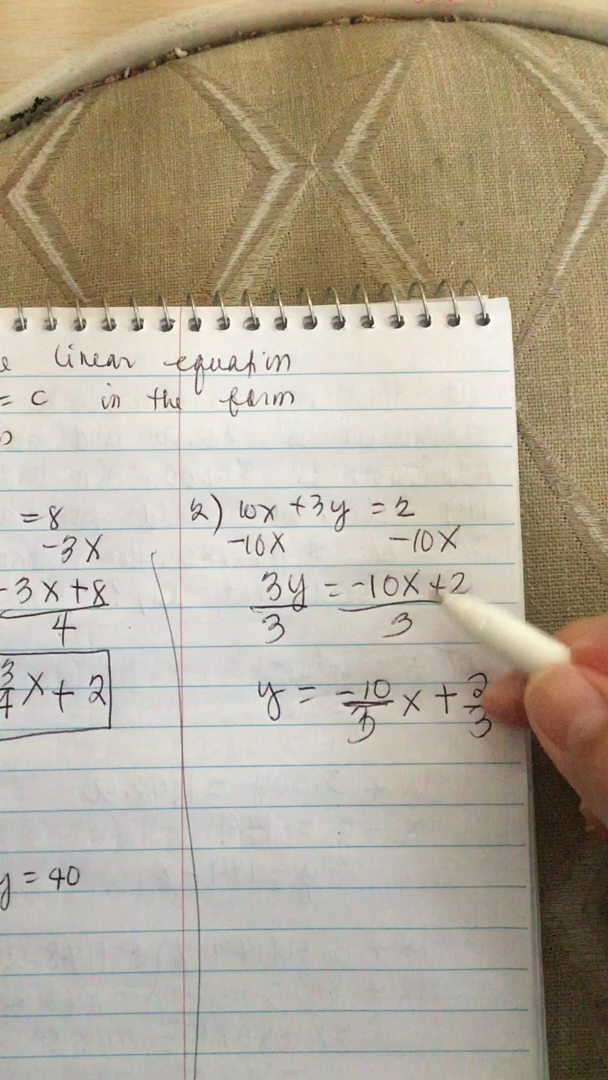 e linear equatin
= c in the form
=8
-3x
-3x+8
4
3
4 x + 2
y = 40
2) 10x +3y = 2
-10x -10x
3y = -10x +2
3 3
y = -10 x + 2
3 3